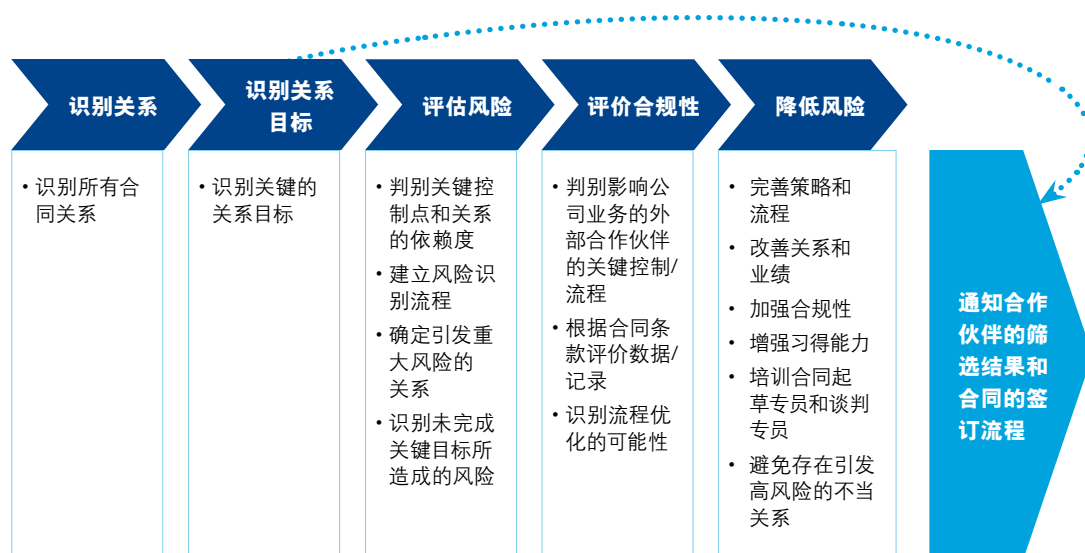 识别关系
识别关系
目标
评估风险
评价合规性
降低风险
• 识别所有合
同关系
• 识别关键的
关系目标
• 判别关键控
制点和关系
的依赖度
• 建立风险识
别流程
• 确定引发重
大风险的
关系
• 识别未完成
关键目标所
造成的风险
• 判别影响公
司业务的外
部合作伙伴
的关键控制/
流程
• 根据合同条
款评价数据/
记录
• 识别流程优
化的可能性
• 完善策略和
流程
• 改善关系和
业绩
• 加强合规性
• 增强习得能力
• 培训合同起
草专员和谈判
专员
• 避免存在引发
高风险的不当
关系
通知合作
伙伴的筛
选结果和
合同的签
订流程